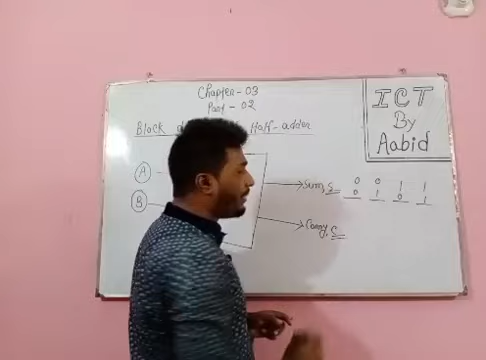 Chapter - 03
Part - 02
ICT
By
Aabid
Block d Half-adder
A
B
Sum, S
Carry, C
0 0 1 1
0 1 0 1